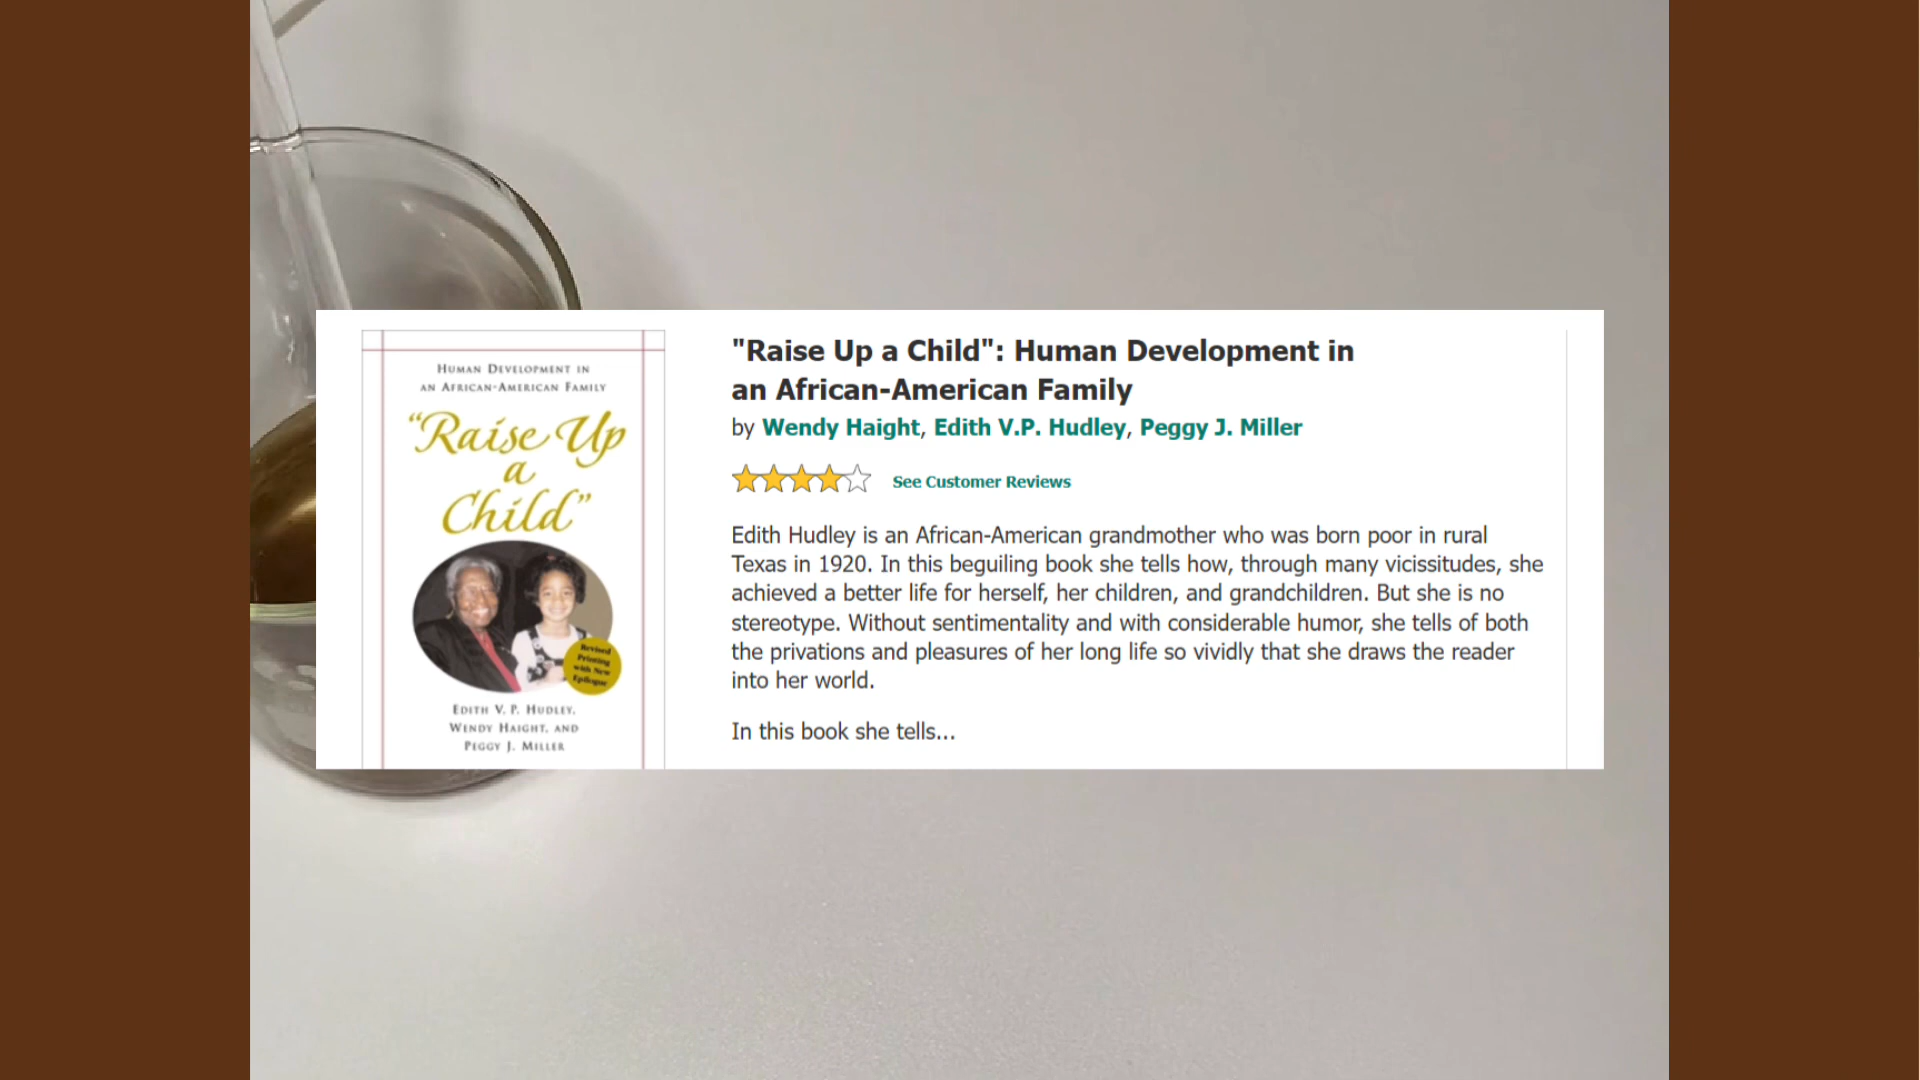 HUMAN DEVELOPMENT IN
AN AFRICAN-AMERICAN FAMILY
“Raise Up
a
Child”
Revised
Printing
with New
Epilogue
EDITH V. P. HUDLEY,
WENDY HAIGHT, AND
PEGGY J. MILLER
"Raise Up a Child": Human Development in
an African-American Family
by Wendy Haight, Edith V.P. Hudley, Peggy J. Miller
See Customer Reviews
Edith Hudley is an African-American grandmother who was born poor in rural
Texas in 1920. In this beguiling book she tells how, through many vicissitudes, she
achieved a better life for herself, her children, and grandchildren. But she is no
stereotype. Without sentimentality and with considerable humor, she tells of both
the privations and pleasures of her long life so vividly that she draws the reader
into her world.
In this book she tells...